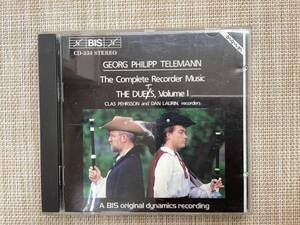 BIS
CD-334 STEREO
GEORG PHILIPP TELEMANN
The Complete Recorder Music
THE DUETS, Volume I
CLAS PEHRSSON and DAN LAURIN, recorders
A BIS original dynamics recording